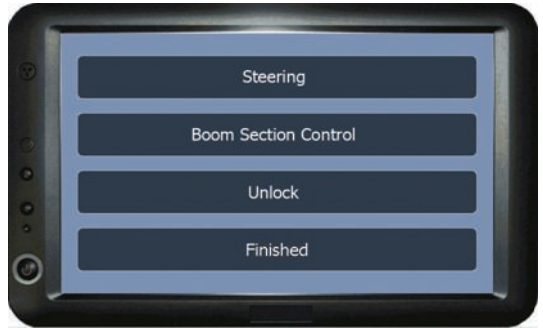 Steering
Boom Section Control
Unlock
Finished